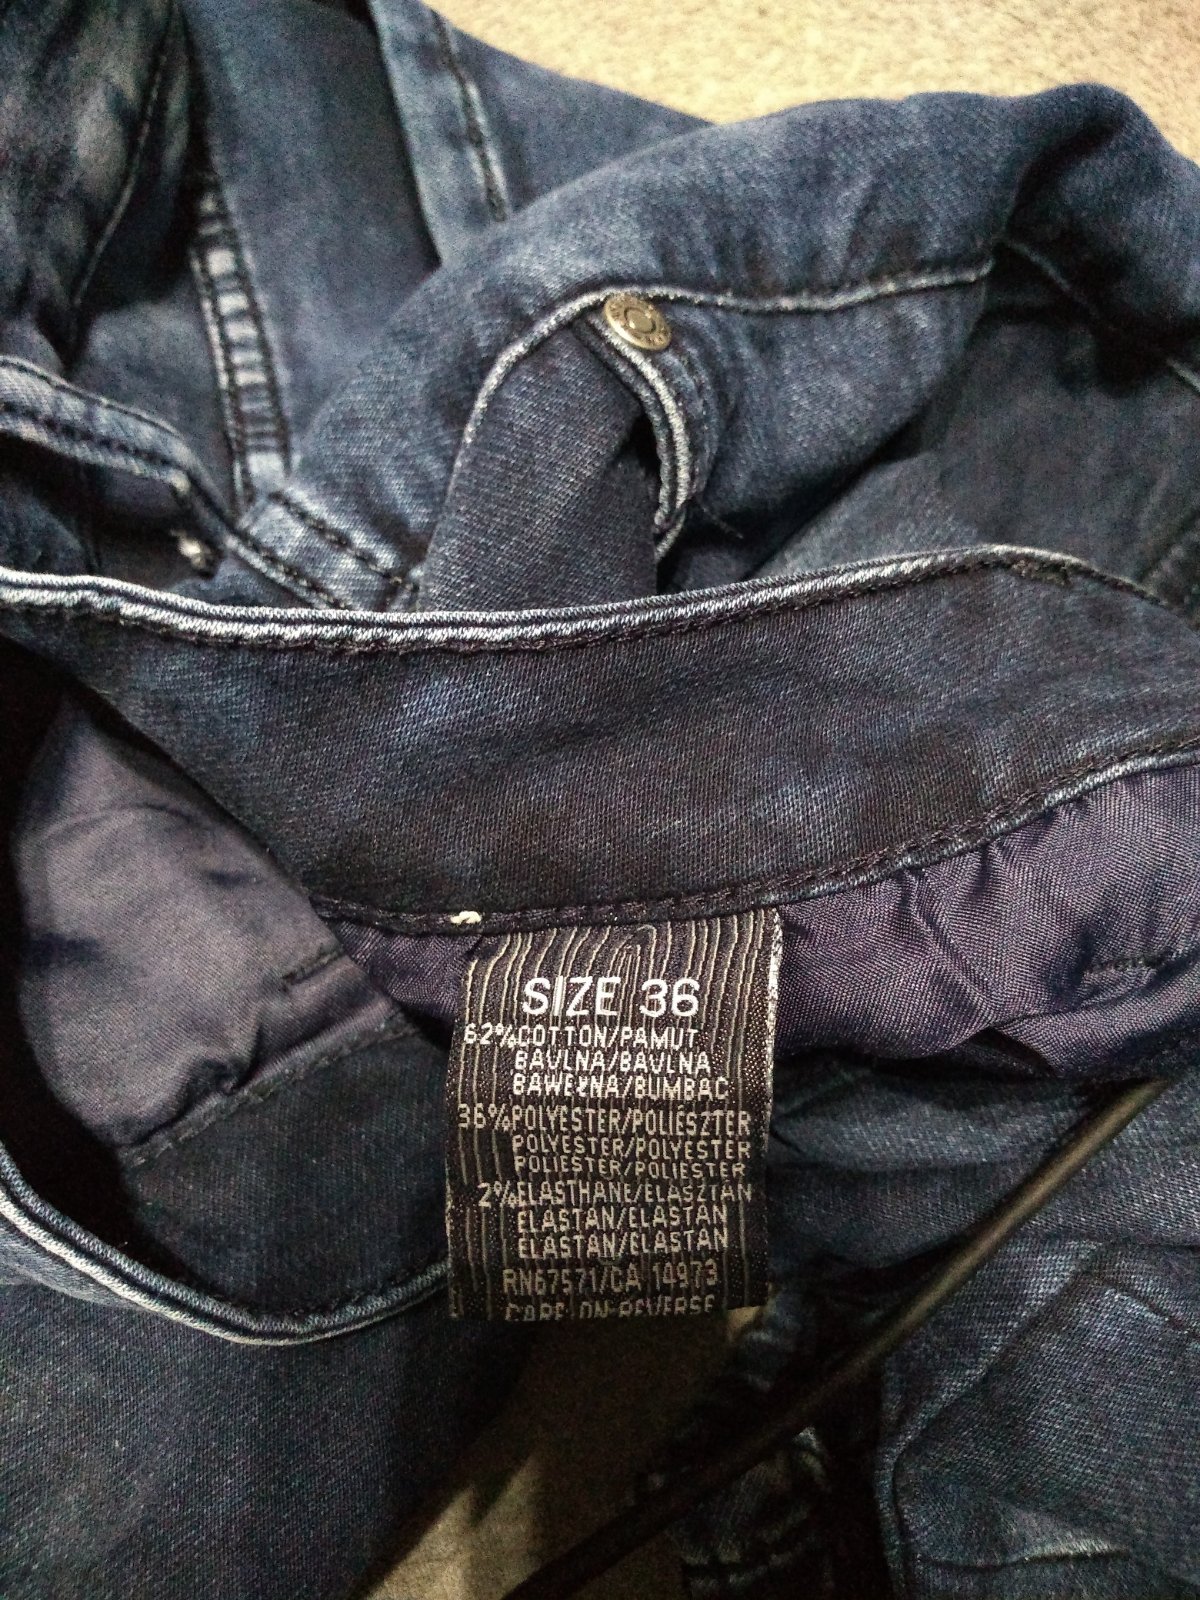 SIZE 36
62%COTTON/PAMUT
BAVLNA/BAVLNA
BAWEŁNA/BUMBAC
36%POLYESTER/POLIÉSZTER
POLYESTER/POLYESTER
POLIESTER/POLIESTER
2%ELASTHANE/ELASZTÁN
ELASTAN/ELASTAN
ELASTAN/ELASTAN
RN67571/CA 14973
CARE ON REVERSE